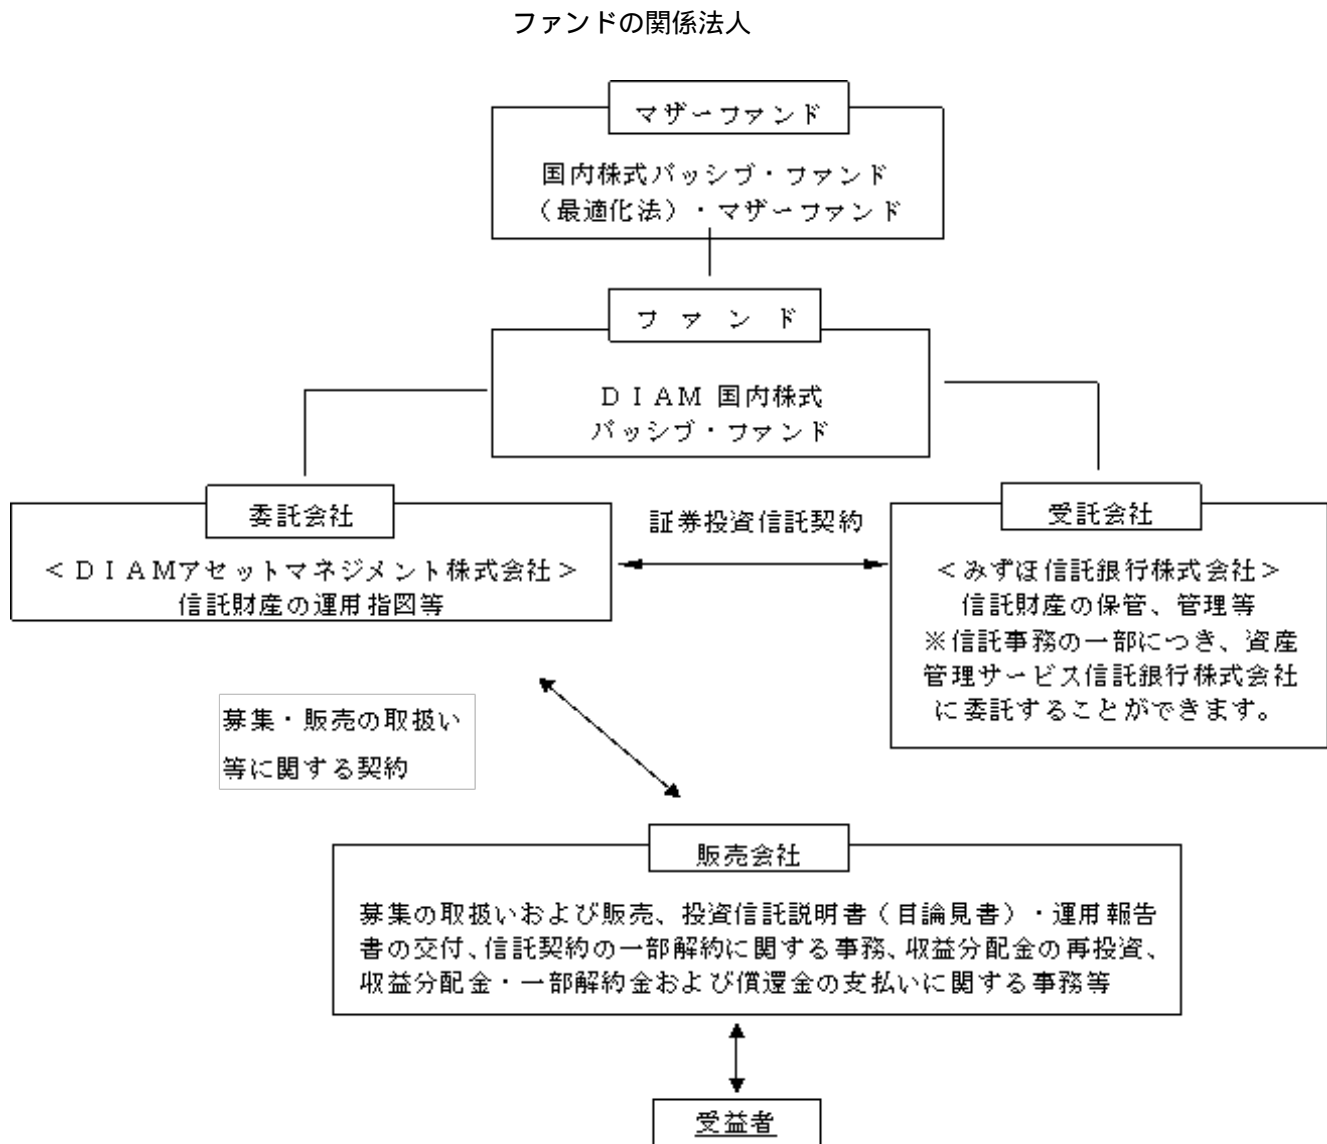 ファンドの関係法人
マザーファンド
国内株式パッシブ・ファンド
（最適化法）・マザーファンド
ファンド
ＤＩＡＭ 国内株式
パッシブ・ファンド
委託会社
＜ＤＩＡＭアセットマネジメント株式会社＞
信託財産の運用指図等
証券投資信託契約
受託会社
＜みずほ信託銀行株式会社＞
信託財産の保管、管理等
※信託事務の一部につき、資産
管理サービス信託銀行株式会社
に委託することができます。
募集・販売の取扱い
等に関する契約
販売会社
募集の取扱いおよび販売、投資信託説明書（目論見書）・運用報告
書の交付、信託契約の一部解約に関する事務、収益分配金の再投資、
収益分配金・一部解約金および償還金の支払いに関する事務等
受益者